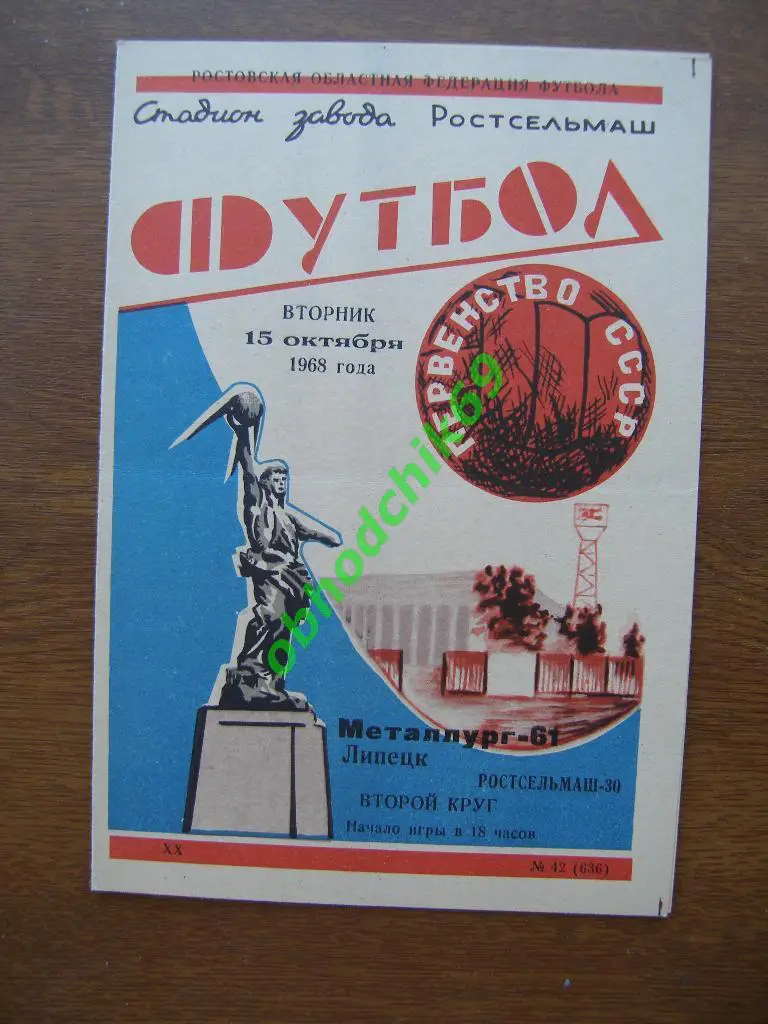 РОСТОВСКАЯ ОБЛАСТНАЯ ФЕДЕРАЦИЯ ФУТБОЛА
Стадион завода РОСТСЕЛЬМАШ
ФУТБОЛ
ВТОРНИК
15 октября
1968 года
ПЕРВЕНСТВО СССР
obhodchik69
Металлург-61
Липецк
РОСТСЕЛЬМАШ-30
ВТОРОЙ КРУГ
Начало игры в 18 часов
XX
№ 42 (636)